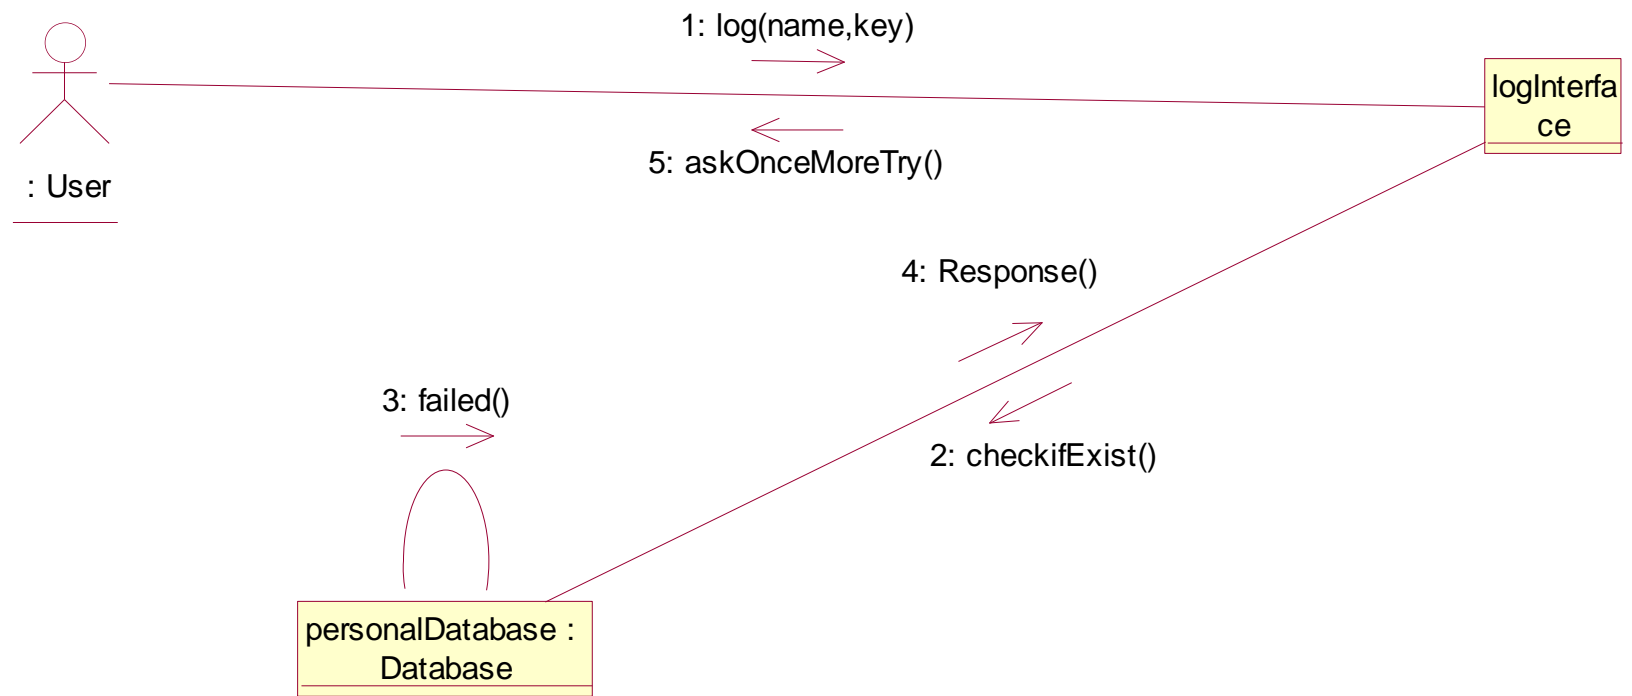 1: log(name,key)
logInterfa
ce
5: askOnceMoreTry()
: User
4: Response()
3: failed()
2: checkifExist()
personalDatabase :
Database